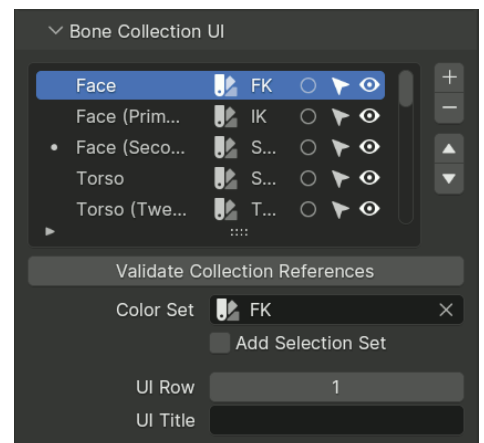 Bone Collection UI
Face FK
Face (Prim... IK
Face (Seco... S...
Torso S...
Torso (Twe... T...
Validate Collection References
Color Set FK
Add Selection Set
UI Row 1
UI Title